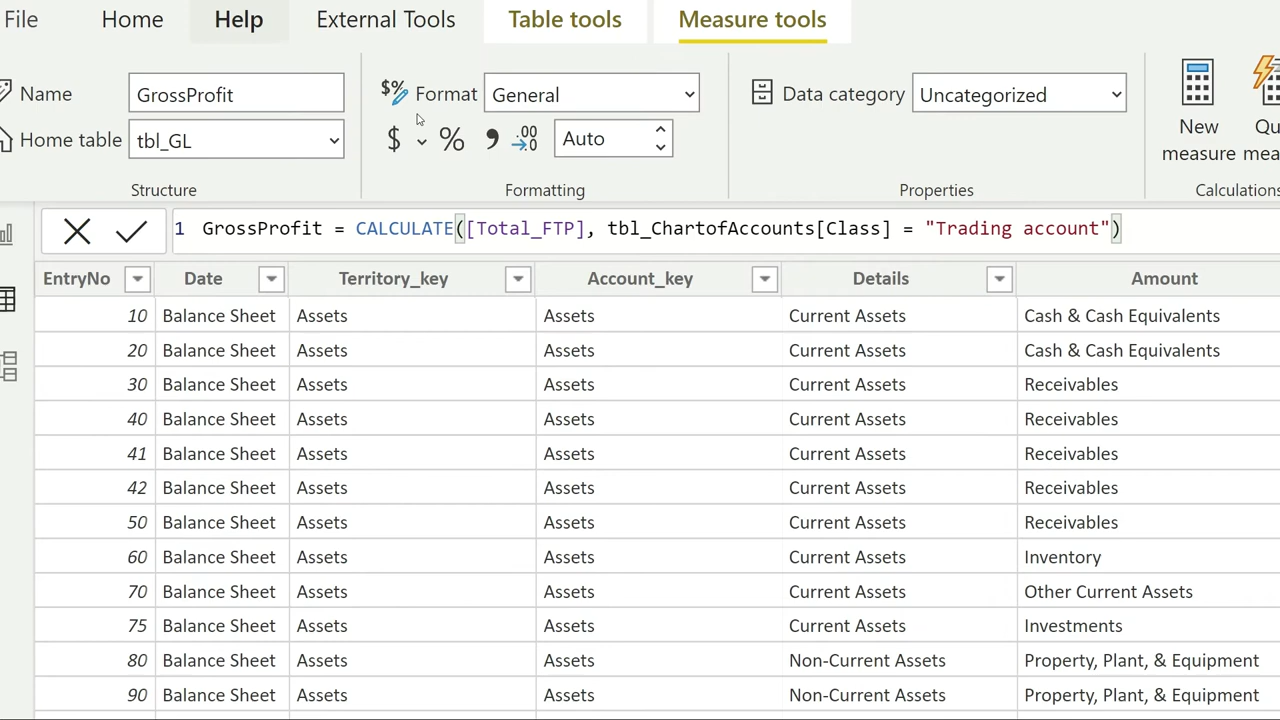 File Home Help External Tools Table tools Measure tools
Name GrossProfit $% Format General Data category Uncategorized
Home table tbl_GL $ % , .00 Auto New
measure
Structure Formatting Properties Calculations
1 GrossProfit = CALCULATE([Total_FTP], tbl_ChartofAccounts[Class] = "Trading account")
EntryNo Date Territory_key Account_key Details Amount
10 Balance Sheet Assets Assets Current Assets Cash & Cash Equivalents
20 Balance Sheet Assets Assets Current Assets Cash & Cash Equivalents
30 Balance Sheet Assets Assets Current Assets Receivables
40 Balance Sheet Assets Assets Current Assets Receivables
41 Balance Sheet Assets Assets Current Assets Receivables
42 Balance Sheet Assets Assets Current Assets Receivables
50 Balance Sheet Assets Assets Current Assets Receivables
60 Balance Sheet Assets Assets Current Assets Inventory
70 Balance Sheet Assets Assets Current Assets Other Current Assets
75 Balance Sheet Assets Assets Current Assets Investments
80 Balance Sheet Assets Assets Non-Current Assets Property, Plant, & Equipment
90 Balance Sheet Assets Assets Non-Current Assets Property, Plant, & Equipment